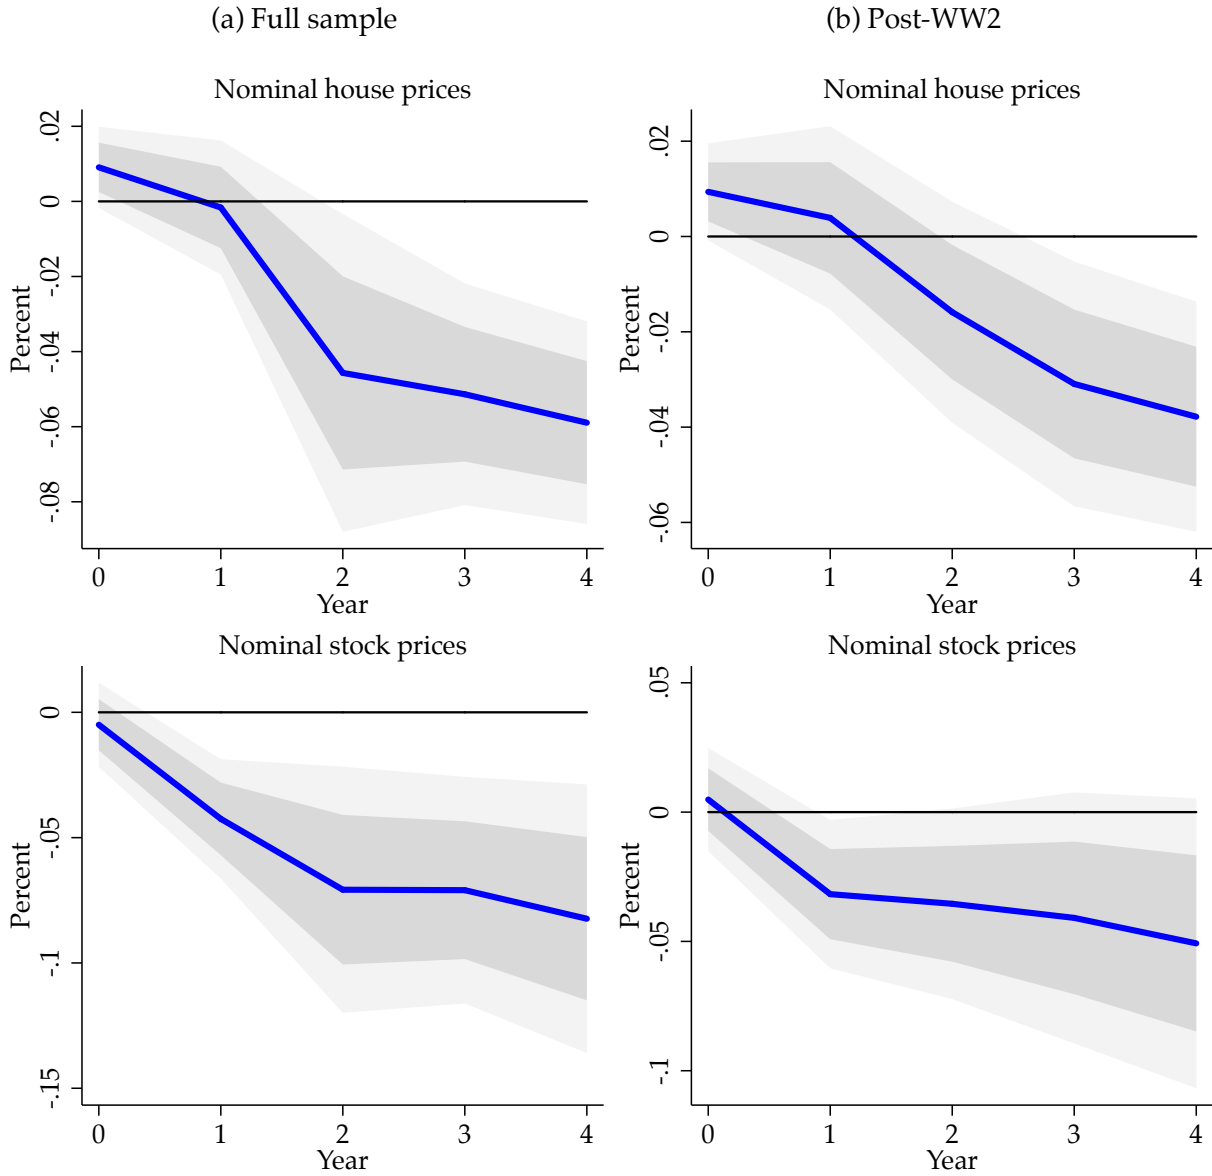 (a) Full sample
(b) Post-WW2
Nominal house prices
Percent
.02
0
-.02
-.04
-.06
-.08
0 1 2 3 4
Year
Nominal house prices
Percent
.02
0
-.02
-.04
-.06
0 1 2 3 4
Year
Nominal stock prices
Percent
0
-.05
-.1
-.15
0 1 2 3 4
Year
Nominal stock prices
Percent
.05
0
-.05
-.1
0 1 2 3 4
Year